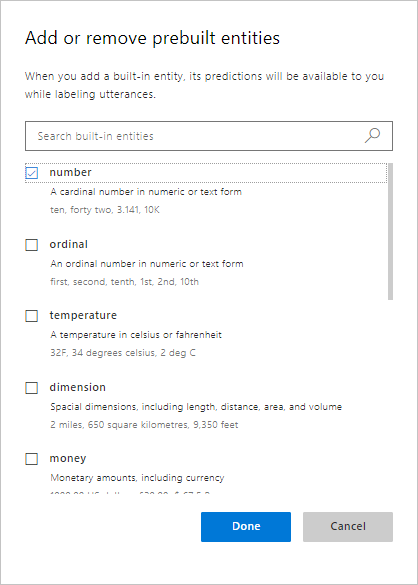 Add or remove prebuilt entities
When you add a built-in entity, its predictions will be available to you
while labeling utterances.
Search built-in entities
number
A cardinal number in numeric or text form
ten, forty two, 3.141, 10K
ordinal
An ordinal number in numeric or text form
first, second, tenth, 1st, 2nd, 10th
temperature
A temperature in celsius or fahrenheit
32F, 34 degrees celsius, 2 deg C
dimension
Spacial dimensions, including length, distance, area, and volume
2 miles, 650 square kilometres, 9,350 feet
money
Monetary amounts, including currency
Done
Cancel